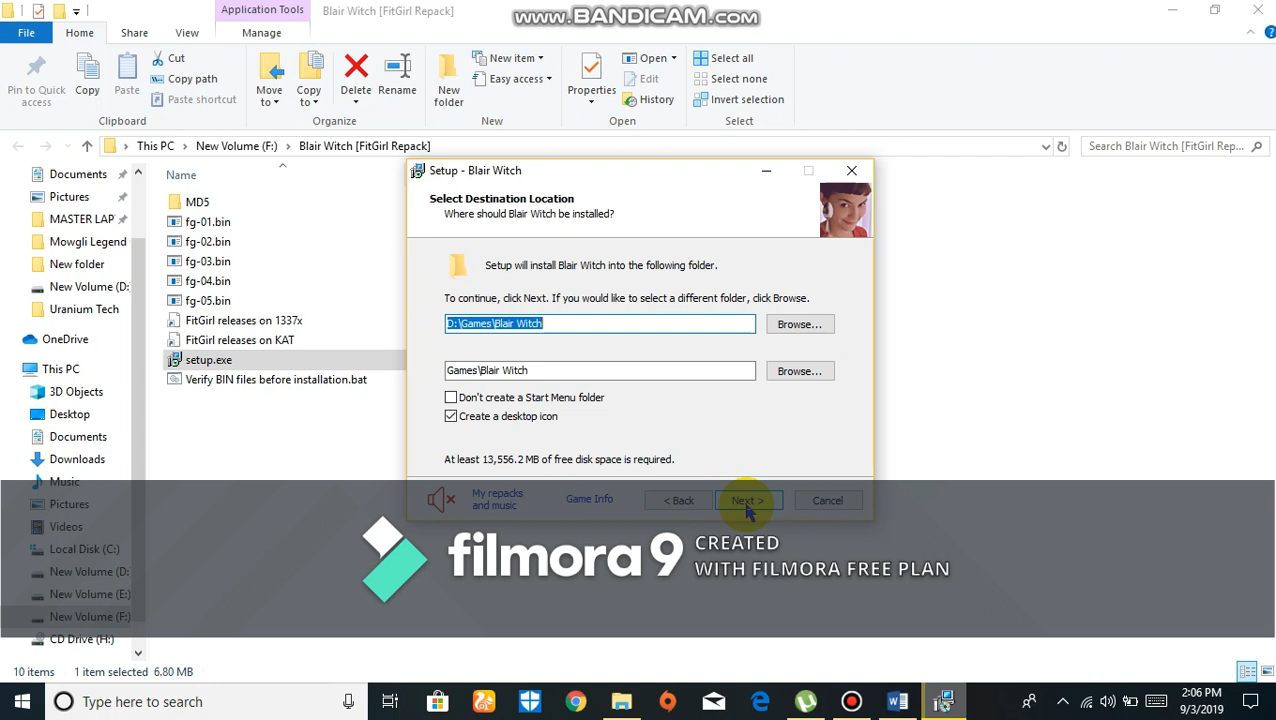 Application Tools
Blair Witch [FitGirl Repack]
www.BANDICAM.com
File
Home
Share
View
Manage
Pin to Quick
access
Copy
Paste
Cut
Copy path
Paste shortcut
Clipboard
Move
to
Copy
to
Delete
Rename
Organize
New
folder
New item
Easy access
New
Properties
Open
Edit
History
Open
Select all
Select none
Invert selection
Select
This PC
New Volume (F:)
Blair Witch [FitGirl Repack]
Search Blair Witch [FitGirl Repa...
Documents
Pictures
MASTER LAP
Mowgli Legend
New folder
New Volume (D:
Uranium Tech
OneDrive
This PC
3D Objects
Desktop
Documents
Downloads
Music
Pictures
Videos
Local Disk (C:)
New Volume (D:
New Volume (E:)
New Volume (F:)
CD Drive (H:)
Name
MD5
fg-01.bin
fg-02.bin
fg-03.bin
fg-04.bin
fg-05.bin
FitGirl releases on 1337x
FitGirl releases on KAT
setup.exe
Verify BIN files before installation.bat
Setup - Blair Witch
Select Destination Location
Where should Blair Witch be installed?
Setup will install Blair Witch into the following folder.
To continue, click Next. If you would like to select a different folder, click Browse.
D:\Games\Blair Witch
Browse...
Games\Blair Witch
Browse...
Don't create a Start Menu folder
Create a desktop icon
At least 13,556.2 MB of free disk space is required.
My repacks
and music
Game Info
< Back
Next >
Cancel
filmora 9
CREATED
WITH FILMORA FREE PLAN
10 items
1 item selected 6.80 MB
Type here to search
2:06 PM
9/3/2019